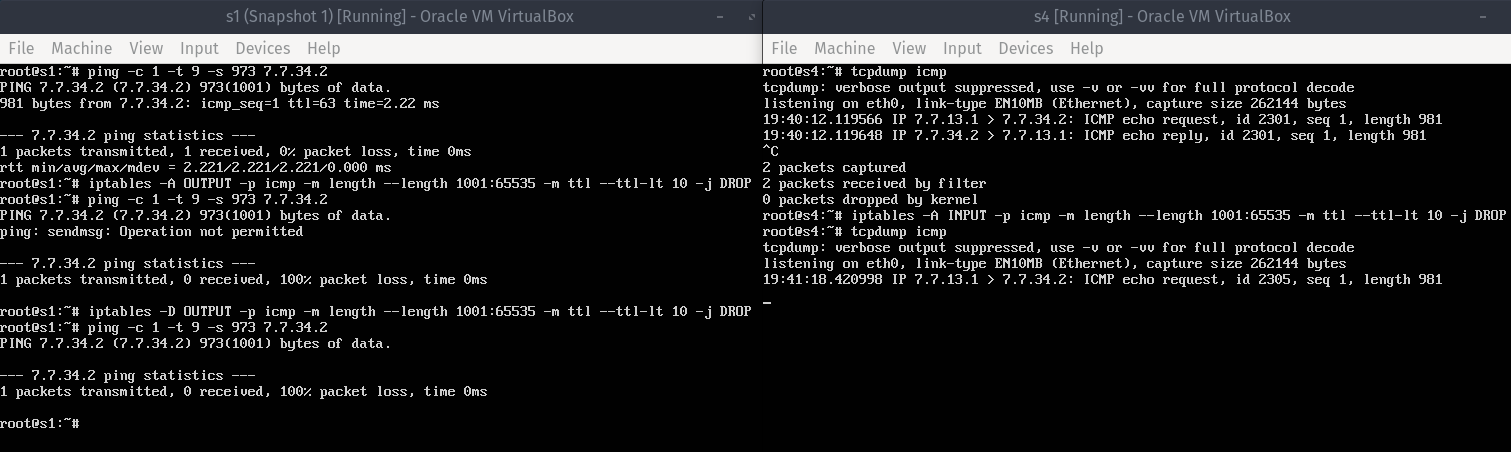 s1 (Snapshot 1) [Running] - Oracle VM VirtualBox
File Machine View Input Devices Help
root@s1:~# ping -c 1 -t 9 -s 973 7.7.34.2
PING 7.7.34.2 (7.7.34.2) 973(1001) bytes of data.
981 bytes from 7.7.34.2: icmp_seq=1 ttl=63 time=2.22 ms
--- 7.7.34.2 ping statistics ---
1 packets transmitted, 1 received, 0% packet loss, time 0ms
rtt min/avg/max/mdev = 2.221/2.221/2.221/0.000 ms
root@s1:~# iptables -A OUTPUT -p icmp -m length --length 1001:65535 -m ttl --ttl-lt 10 -j DROP
root@s1:~# ping -c 1 -t 9 -s 973 7.7.34.2
PING 7.7.34.2 (7.7.34.2) 973(1001) bytes of data.
ping: sendmsg: Operation not permitted
--- 7.7.34.2 ping statistics ---
1 packets transmitted, 0 received, 100% packet loss, time 0ms
root@s1:~# iptables -D OUTPUT -p icmp -m length --length 1001:65535 -m ttl --ttl-lt 10 -j DROP
root@s1:~# ping -c 1 -t 9 -s 973 7.7.34.2
PING 7.7.34.2 (7.7.34.2) 973(1001) bytes of data.
--- 7.7.34.2 ping statistics ---
1 packets transmitted, 0 received, 100% packet loss, time 0ms
root@s1:~#
s4 [Running] - Oracle VM VirtualBox
File Machine View Input Devices Help
root@s4:~# tcpdump icmp
tcpdump: verbose output suppressed, use -v or -vv for full protocol decode
listening on eth0, link-type EN10MB (Ethernet), capture size 262144 bytes
19:40:12.119566 IP 7.7.13.1 > 7.7.34.2: ICMP echo request, id 2301, seq 1, length 981
19:40:12.119648 IP 7.7.34.2 > 7.7.13.1: ICMP echo reply, id 2301, seq 1, length 981
^C
2 packets captured
2 packets received by filter
0 packets dropped by kernel
root@s4:~# iptables -A INPUT -p icmp -m length --length 1001:65535 -m ttl --ttl-lt 10 -j DROP
root@s4:~# tcpdump icmp
tcpdump: verbose output suppressed, use -v or -vv for full protocol decode
listening on eth0, link-type EN10MB (Ethernet), capture size 262144 bytes
19:41:18.420998 IP 7.7.13.1 > 7.7.34.2: ICMP echo request, id 2305, seq 1, length 981